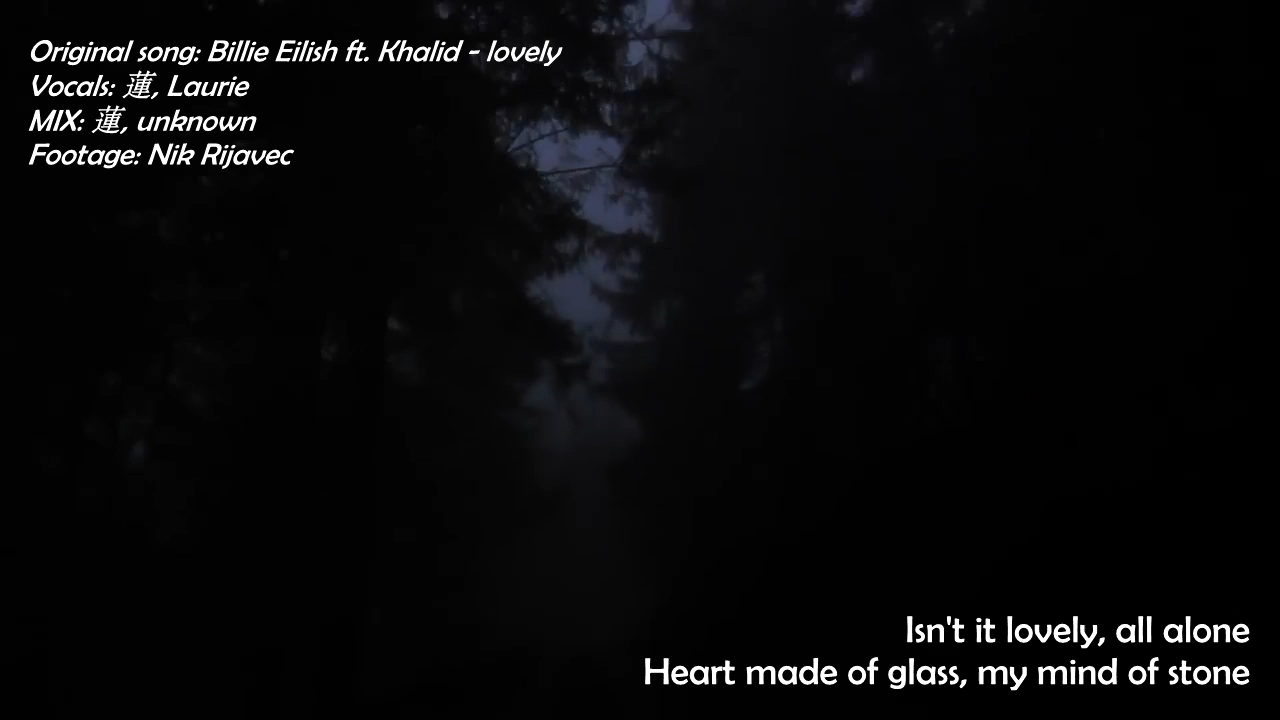 Original song: Billie Eilish ft. Khalid - lovely
Vocals: 蓮, Laurie
MIX: 蓮, unknown
Footage: Nik Rijavec
Isn't it lovely, all alone
Heart made of glass, my mind of stone